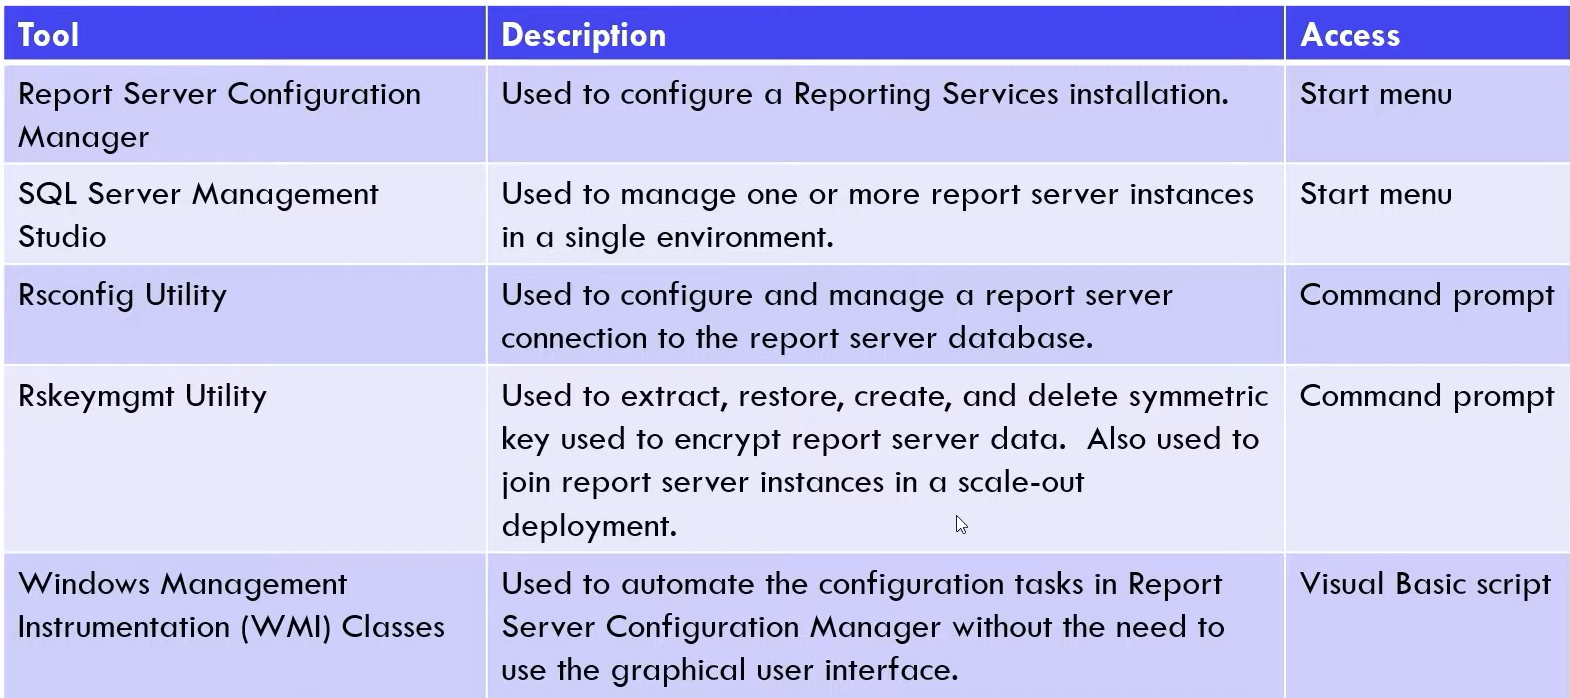 Tool Description Access
Report Server Configuration
Manager
Used to configure a Reporting Services installation.
Start menu
SQL Server Management
Studio
Used to manage one or more report server instances
in a single environment.
Start menu
Rsconfig Utility
Used to configure and manage a report server
connection to the report server database.
Command prompt
Rskeymgmt Utility
Used to extract, restore, create, and delete symmetric
key used to encrypt report server data.  Also used to
join report server instances in a scale-out
deployment.
Command prompt
Windows Management
Instrumentation (WMI) Classes
Used to automate the configuration tasks in Report
Server Configuration Manager without the need to
use the graphical user interface.
Visual Basic script